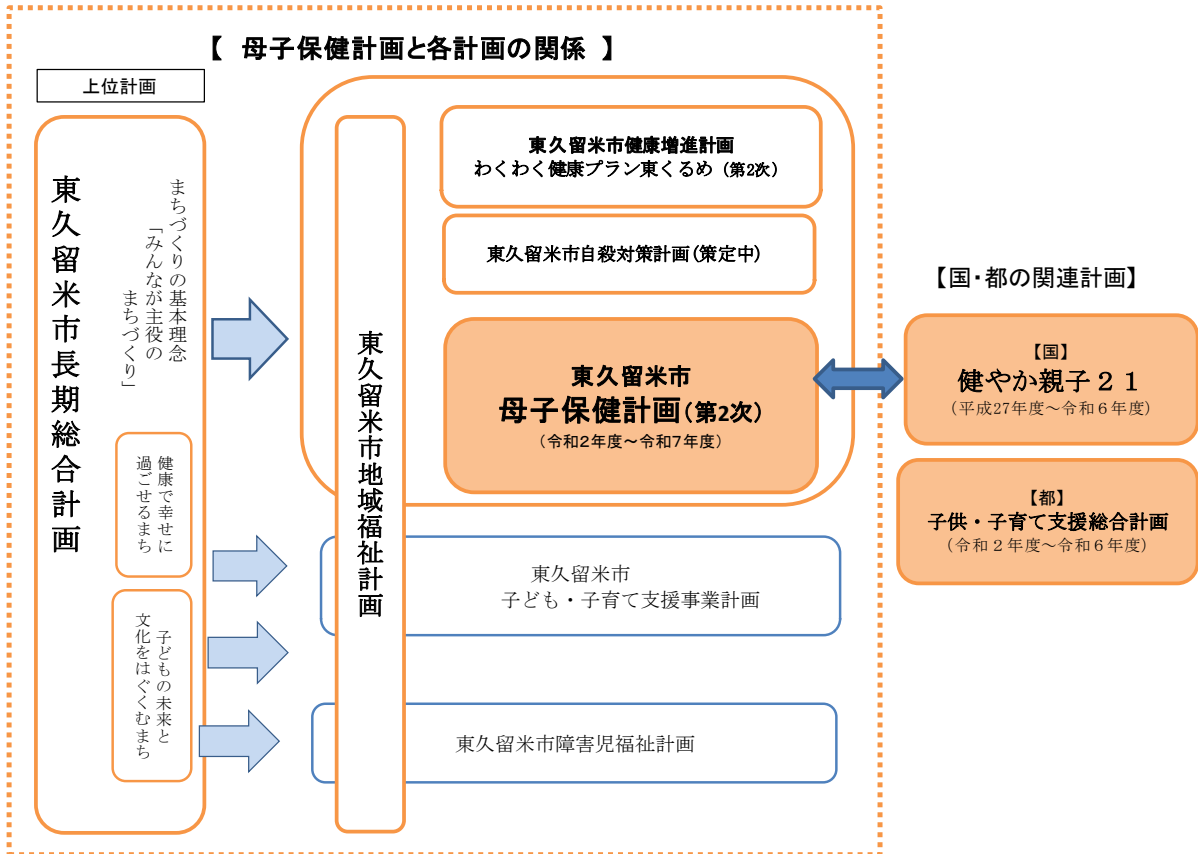 【 母子保健計画と各計画の関係 】
上位計画
東久留米市長期総合計画
まちづくりの基本理念
「みんなが主役の
まちづくり」
健康で幸せに
過ごせるまち
子どもの未来と
文化をはぐくむまち
東久留米市地域福祉計画
東久留米市健康増進計画
わくわく健康プラン東くるめ（第2次）
東久留米市自殺対策計画(策定中)
東久留米市
母子保健計画(第2次)
（令和2年度～令和7年度）
東久留米市
子ども・子育て支援事業計画
東久留米市障害児福祉計画
【国・都の関連計画】
【国】
健やか親子２１
（平成27年度～令和６年度）
【都】
子供・子育て支援総合計画
（令和２年度～令和６年度）